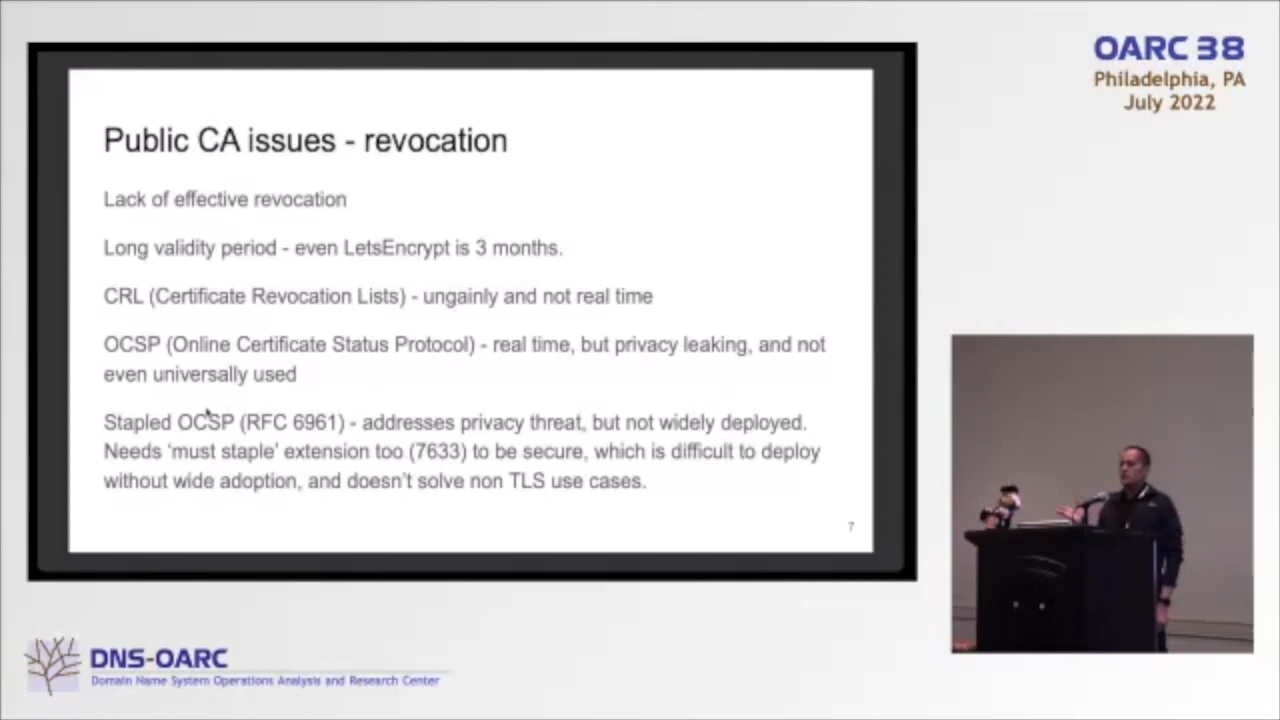 OARC 38
Philadelphia, PA
July 2022
Public CA issues - revocation
Lack of effective revocation
Long validity period - even LetsEncrypt is 3 months.
CRL (Certificate Revocation Lists) - ungainly and not real time
OCSP (Online Certificate Status Protocol) - real time, but privacy leaking, and not
even universally used
Stapled OCSP (RFC 6961) - addresses privacy threat, but not widely deployed.
Needs ‘must staple’ extension too (7633) to be secure, which is difficult to deploy
without wide adoption, and doesn’t solve non TLS use cases.
7
DNS-OARC
Domain Name System Operations Analysis and Research Center